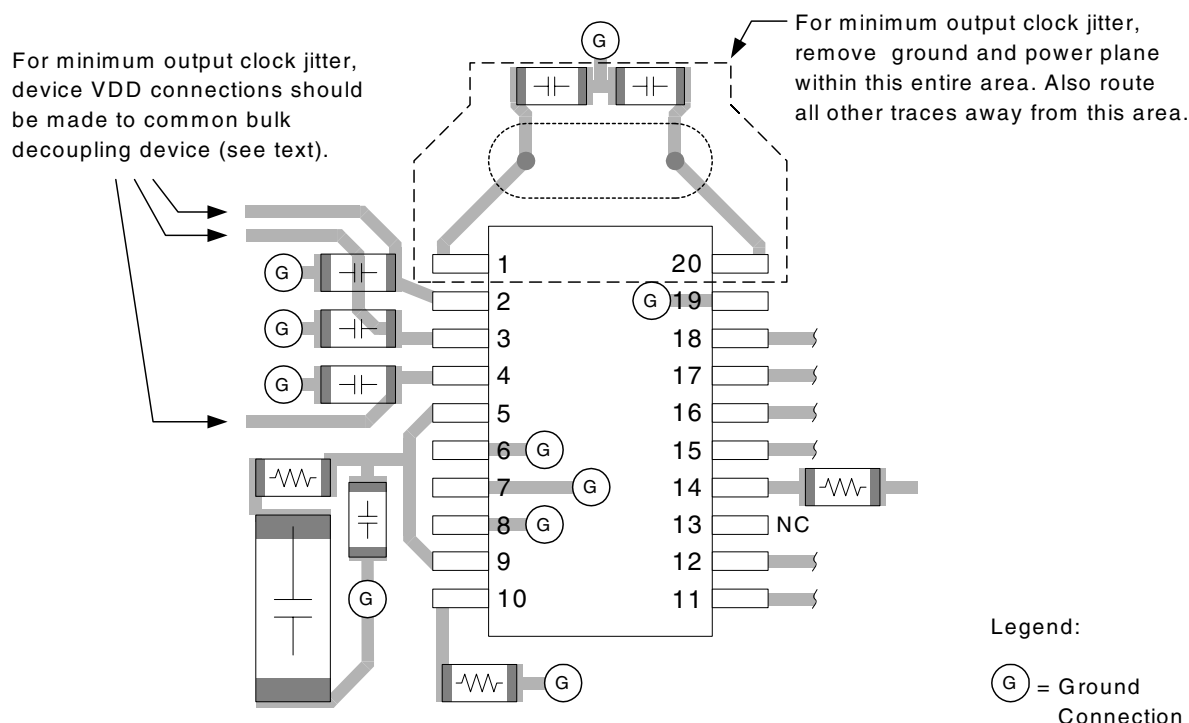 For minimum output clock jitter,
device VDD connections should
be made to common bulk
decoupling device (see text).
For minimum output clock jitter,
remove ground and power plane
within this entire area. Also route
all other traces away from this area.
G
1
20
G
2
G
19
G
3
18
G
4
17
5
16
6
G
15
7
G
14
8
G
13
NC
9
12
G
10
11
G
Legend:
G = Ground
Connection